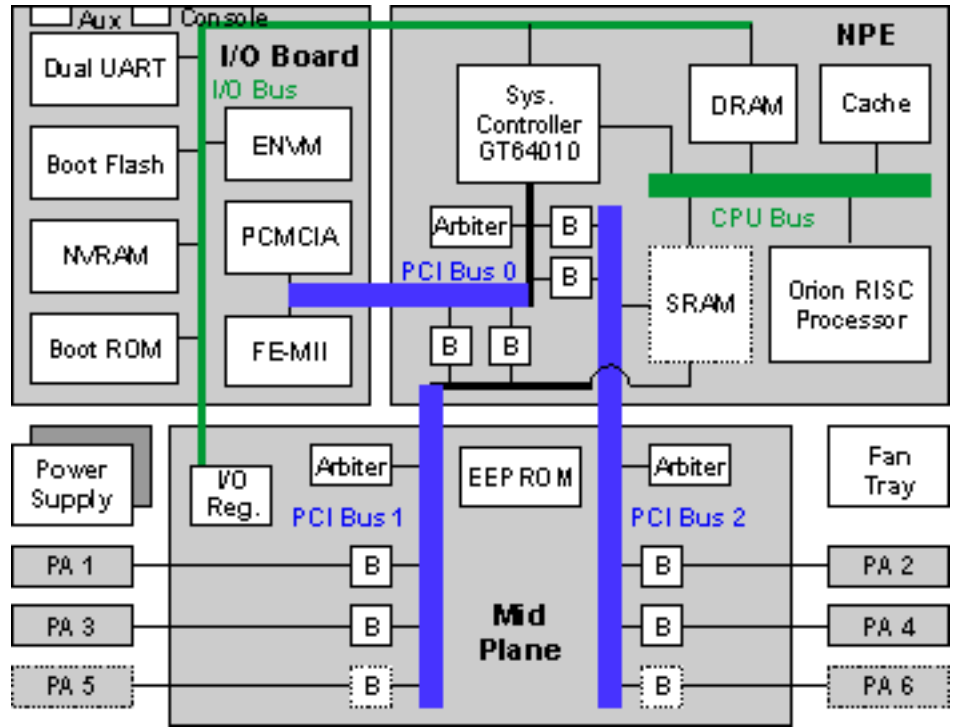 Aux
Console
Dual UART
I/O Board
I/O Bus
Boot Flash
ENVM
NVRAM
PCMCIA
Boot ROM
FE-MII
NPE
Sys.
Controller
GT64010
DRAM
Cache
CPU Bus
Arbiter
B
PCI Bus 0
B
SRAM
Orion RISC
Processor
B
B
Power
Supply
I/O
Reg.
Arbiter
PCI Bus 1
EEPROM
Arbiter
PCI Bus 2
Fan
Tray
PA 1
B
B
PA 2
PA 3
B
Mid
Plane
B
PA 4
PA 5
B
B
PA 6